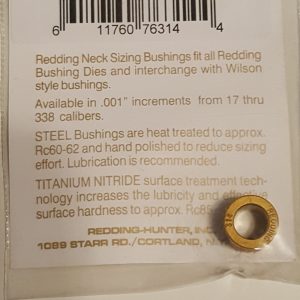 6 11760 76314 4
Redding Neck Sizing Bushings fit all Redding
Bushing Dies and interchange with Wilson
style bushings.
Available in .001" increments from 17 thru
338 calibers.
STEEL Bushings are heat treated to approx.
Rc60-62 and hand polished to reduce sizing
effort. Lubrication is recommended.
TITANIUM NITRIDE surface treatment tech-
nology increases the lubricity and effective
surface hardness to approx. Rc85
REDDING-HUNTER, INC
1089 STARR RD./CORTLAND, N